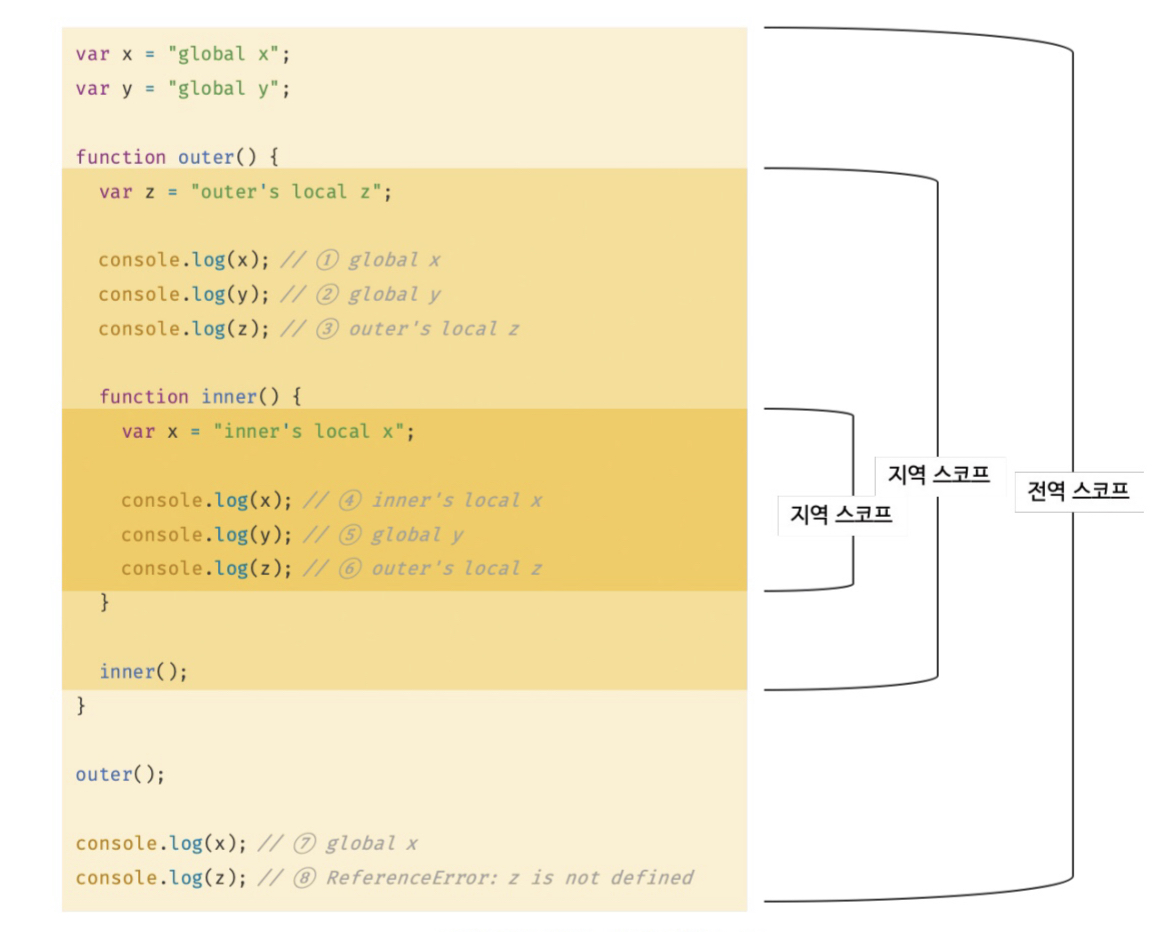 var x = "global x";
var y = "global y";
function outer() {
var z = "outer's local z";
console.log(x); // ① global x
console.log(y); // ② global y
console.log(z); // ③ outer's local z
function inner() {
var x = "inner's local x";
console.log(x); // ④ inner's local x
console.log(y); // ⑤ global y
console.log(z); // ⑥ outer's local z
}
inner();
}
outer();
console.log(x); // ⑦ global x
console.log(z); // ⑧ ReferenceError: z is not defined
지역 스코프
지역 스코프
전역 스코프